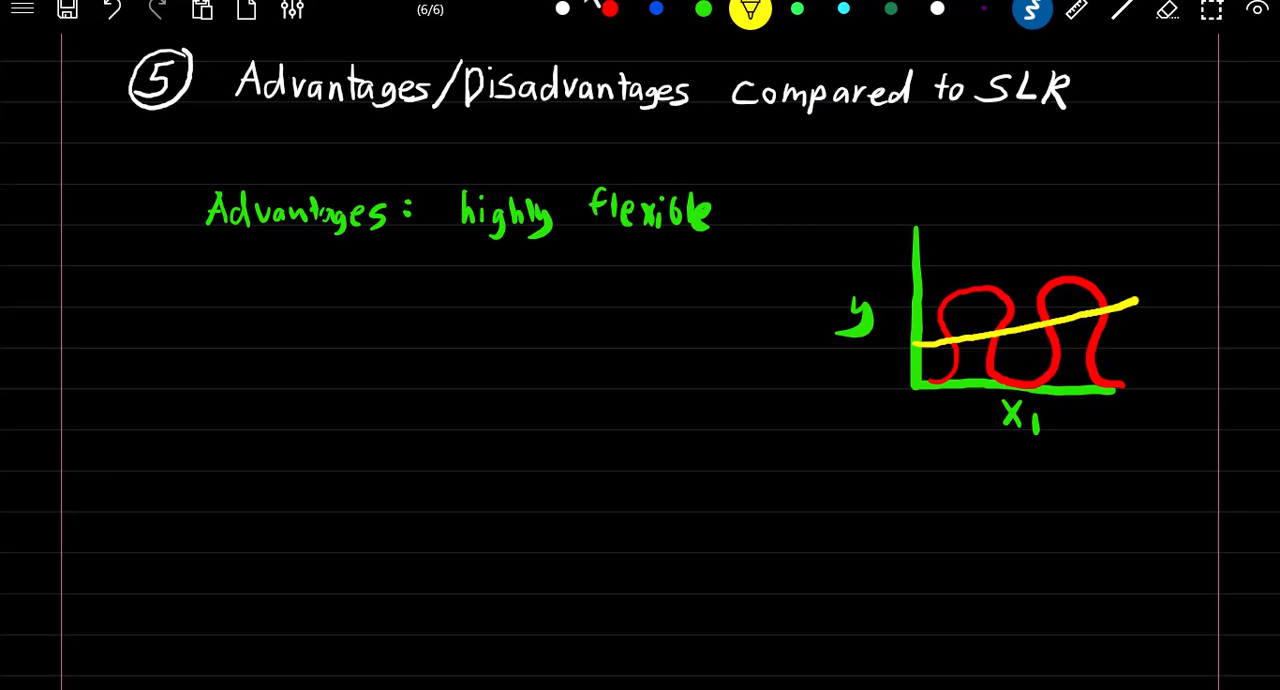 (6/6)
5 Advantages/Disadvantages compared to SLR
Advantages: highly flexible
y
x1